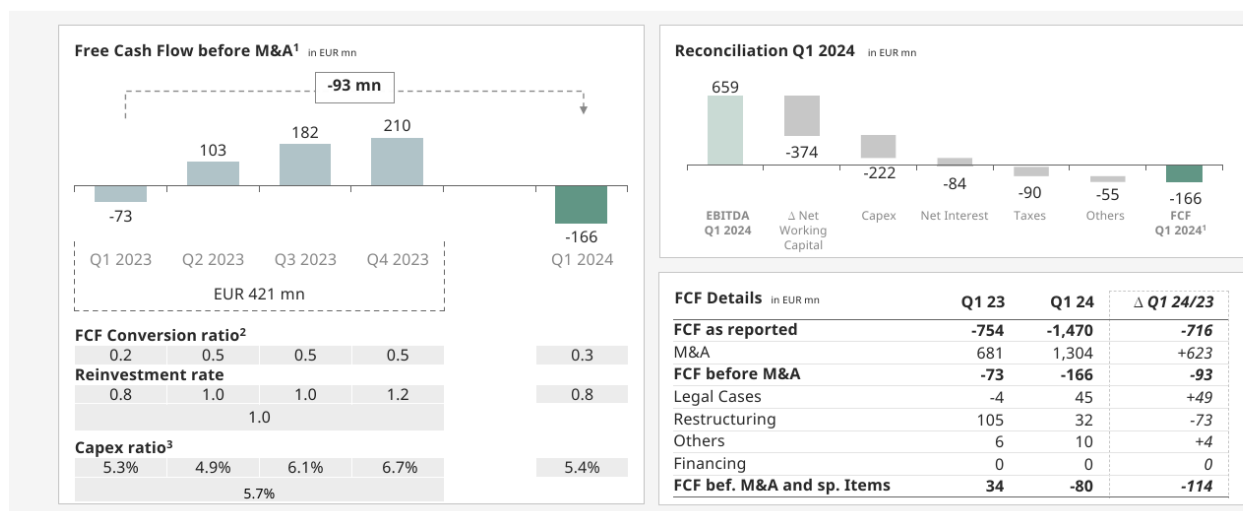 Free Cash Flow before M&A¹ in EUR mn
-93 mn
-73
103
182
210
-166
Q1 2023 Q2 2023 Q3 2023 Q4 2023 Q1 2024
EUR 421 mn
FCF Conversion ratio²
0.2 0.5 0.5 0.5 0.3
Reinvestment rate
0.8 1.0 1.0 1.2 0.8
1.0
Capex ratio³
5.3% 4.9% 6.1% 6.7% 5.4%
5.7%
Reconciliation Q1 2024 in EUR mn
659
-374
-222
-84
-90
-55
-166
EBITDA
Q1 2024
Δ Net
Working
Capital
Capex
Net Interest
Taxes
Others
FCF
Q1 2024¹
FCF Details in EUR mn Q1 23 Q1 24 Δ Q1 24/23
FCF as reported -754 -1,470 -716
M&A 681 1,304 +623
FCF before M&A -73 -166 -93
Legal Cases -4 45 +49
Restructuring 105 32 -73
Others 6 10 +4
Financing 0 0 0
FCF bef. M&A and sp. Items 34 -80 -114